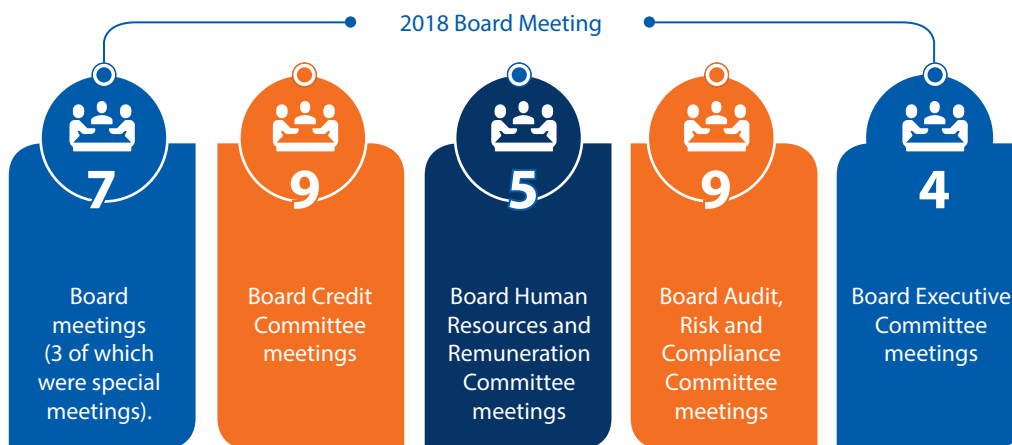 2018 Board Meeting
7
Board
meetings
(3 of which
were special
meetings).
9
Board Credit
Committee
meetings
5
Board Human
Resources and
Remuneration
Committee
meetings
9
Board Audit,
Risk and
Compliance
Committee
meetings
4
Board Executive
Committee
meetings